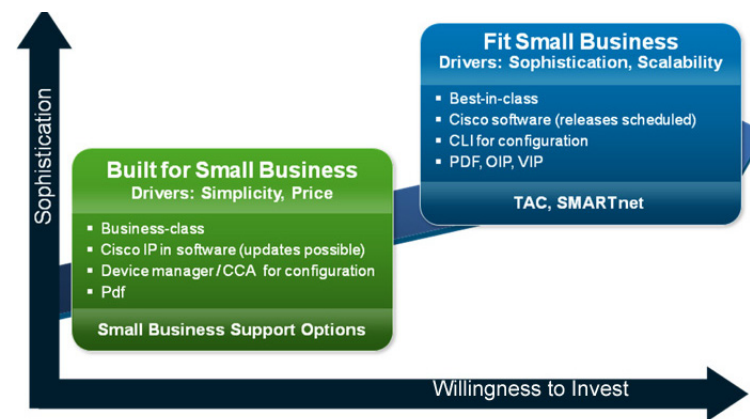 Fit Small Business
Drivers: Sophistication, Scalability
▪ Best-in-class
▪ Cisco software (releases scheduled)
▪ CLI for configuration
▪ PDF, OIP, VIP
TAC, SMARTnet
Sophistication
Built for Small Business
Drivers: Simplicity, Price
▪ Business-class
▪ Cisco IP in software (updates possible)
▪ Device manager / CCA for configuration
▪ Pdf
Small Business Support Options
Willingness to Invest